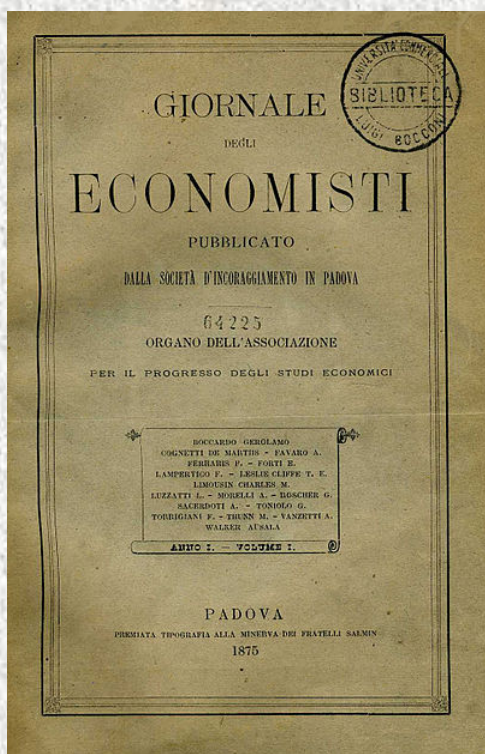 GIORNALE
DEGLI
ECONOMISTI
PUBBLICATO
DALLA SOCIETÀ D'INCORAGGIAMENTO IN PADOVA
64225
ORGANO DELL'ASSOCIAZIONE
PER IL PROGRESSO DEGLI STUDI ECONOMICI
BOCCARDO GEROLAMO
COGNETTI DE MARTIIS - FAVARO A.
FERRARIS F. - FORTI E.
LAMPERTICO F. - LESLIE CLIFFE T. E.
LIMOUSIN CHARLES M.
LUZZATTI L. - MORELLI A. - ROSCHER G.
SACERDOTI A. - TONIOLO G.
TORRIGIANI F. - THUNN M. - VANZETTI A.
WALKER AUSALA
ANNO I. — VOLUME I.
PADOVA
PREMIATA TIPOGRAFIA ALLA MINERVA DEI FRATELLI SALMIN
1875
UNIVERSITÀ COMMERCIALE
BIBLIOTECA
LUIGI BOCCONI